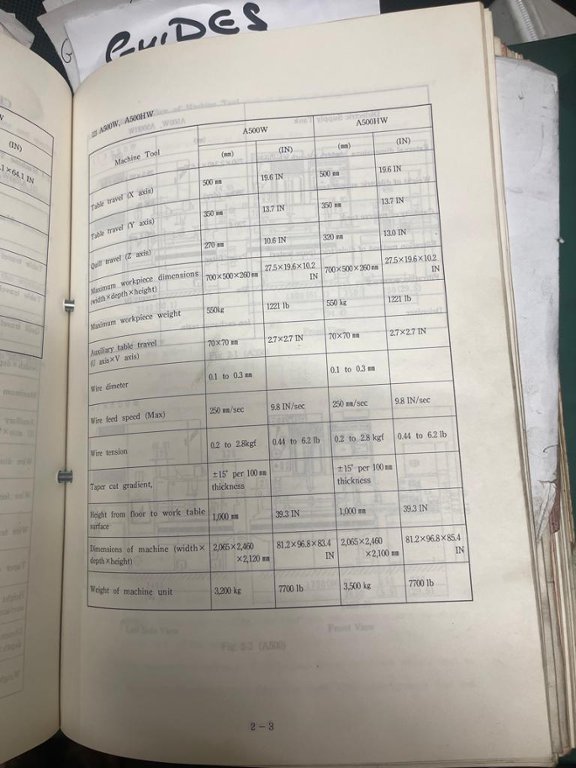 GUIDES
W
(IN)
.1×64.1 IN
A500W, A500HW
Machine Tool A500W A500HW
(mm) (IN) (mm) (IN)
Table travel (X axis) 500 mm 19.6 IN 500 mm 19.6 IN
Table travel (Y axis) 350 mm 13.7 IN 350 mm 13.7 IN
Quill travel (Z axis) 270 mm 10.6 IN 320 mm 13.0 IN
Maximum workpiece dimensions 700×500×260mm 27.5×19.6×10.2 700×500×260mm 27.5×19.6×10.2
(width×depth×height) IN IN
Maximum workpiece weight 550kg 1221 lb 550 kg 1221 lb
Auxiliary table travel 70×70 mm 2.7×2.7 IN 70×70 mm 2.7×2.7 IN
(U axis×V axis)
Wire dimeter 0.1 to 0.3 mm 0.1 to 0.3 mm
Wire feed speed (Max) 250 mm/sec 9.8 IN/sec 250 mm/sec 9.8 IN/sec
Wire tension 0.2 to 2.8kgf 0.44 to 6.2 lb 0.2 to 2.8 kgf 0.44 to 6.2 lb
Taper cut gradient, ±15° per 100 mm ±15° per 100 mm
thickness thickness
Height from floor to work table 1,000 mm 39.3 IN 1,000 mm 39.3 IN
surface
Dimensions of machine (width× 2,065×2,460 81.2×96.8×83.4 2,065×2,460 81.2×96.8×85.4
depth×height) ×2,120 mm IN ×2,100 mm IN
Weight of machine unit 3,200 kg 7700 lb 3,500 kg 7700 lb
2 － 3